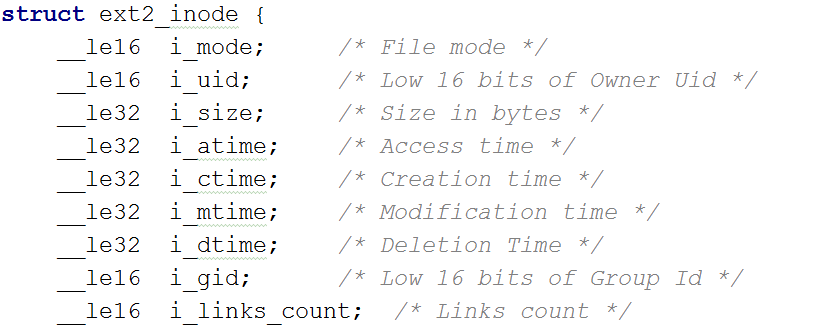 struct ext2_inode {
__le16 i_mode; /* File mode */
__le16 i_uid; /* Low 16 bits of Owner Uid */
__le32 i_size; /* Size in bytes */
__le32 i_atime; /* Access time */
__le32 i_ctime; /* Creation time */
__le32 i_mtime; /* Modification time */
__le32 i_dtime; /* Deletion Time */
__le16 i_gid; /* Low 16 bits of Group Id */
__le16 i_links_count; /* Links count */